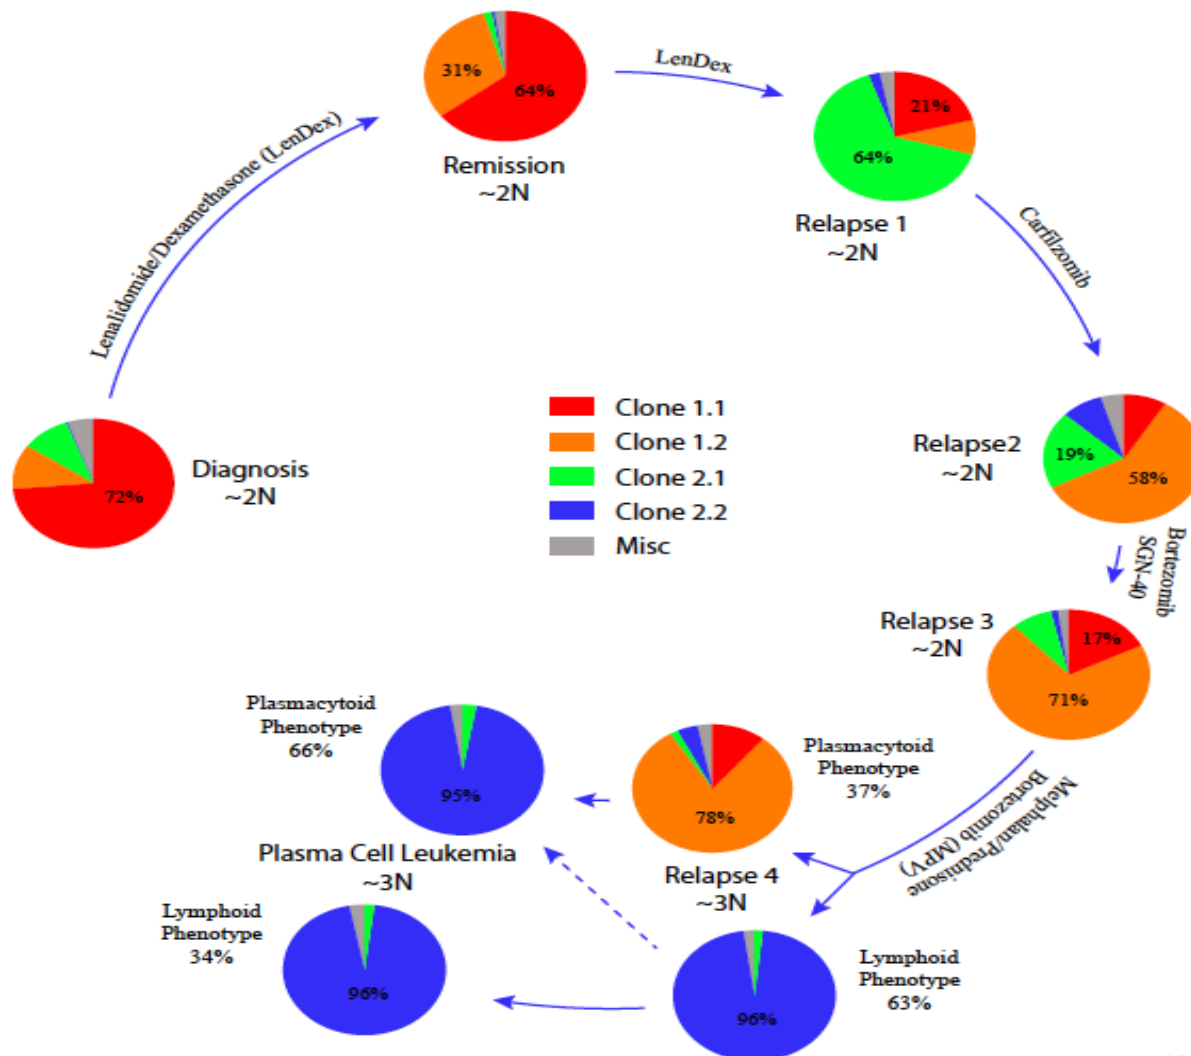 31%
64%
Remission
~2N
LenDex
21%
64%
Relapse 1
~2N
Lenalidomide/Dexamethasone (LenDex)
Carfilzomib
72%
Diagnosis
~2N
Clone 1.1
Clone 1.2
Clone 2.1
Clone 2.2
Misc
Relapse2
~2N
19%
58%
Bortezomib
SGN-40
Relapse 3
~2N
17%
71%
Melphalan/Prednisone
Bortezomib (MPV)
Plasmacytoid
Phenotype
66%
95%
Plasma Cell Leukemia
~3N
Plasmacytoid
Phenotype
37%
78%
Relapse 4
~3N
Lymphoid
Phenotype
34%
96%
Lymphoid
Phenotype
63%
96%